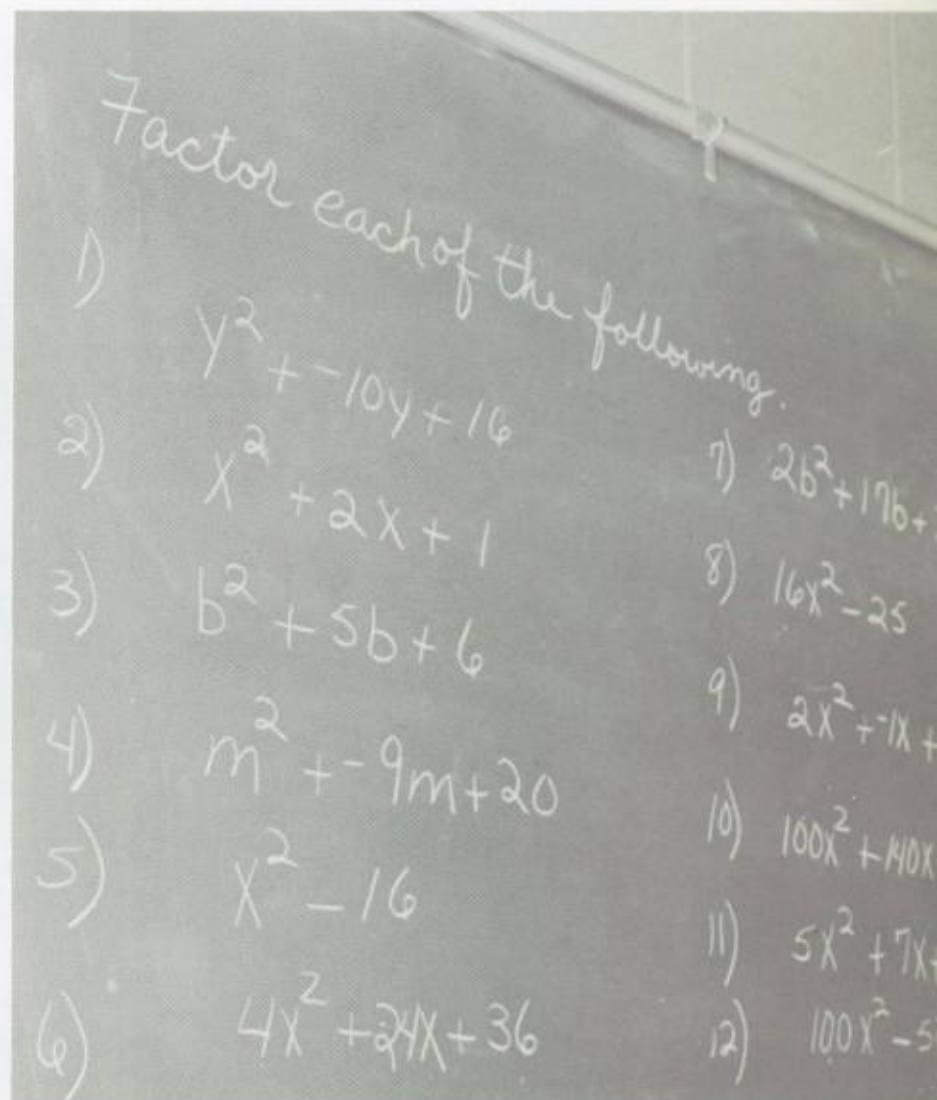 Factor each of the following.
1) y² + ⁻10y + 16
2) x² + 2x + 1
3) b² + 5b + 6
4) m² + ⁻9m + 20
5) x² - 16
6) 4x² + 24x + 36
7) 2b² + 17b +
8) 16x² - 25
9) 2x² + ⁻1x +
10) 100x² + 140x
11) 5x² + 7x +
12) 100x² - 5